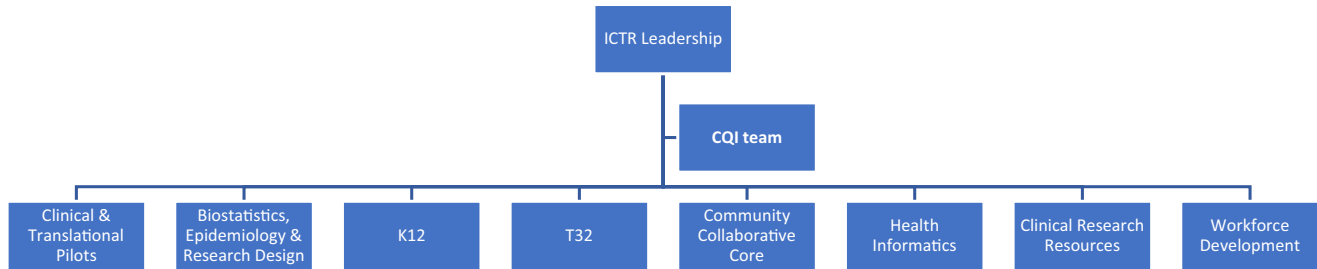 ICTR Leadership
CQI team
Clinical &
Translational
Pilots
Biostatistics,
Epidemiology &
Research Design
K12
T32
Community
Collaborative
Core
Health
Informatics
Clinical Research
Resources
Workforce
Development